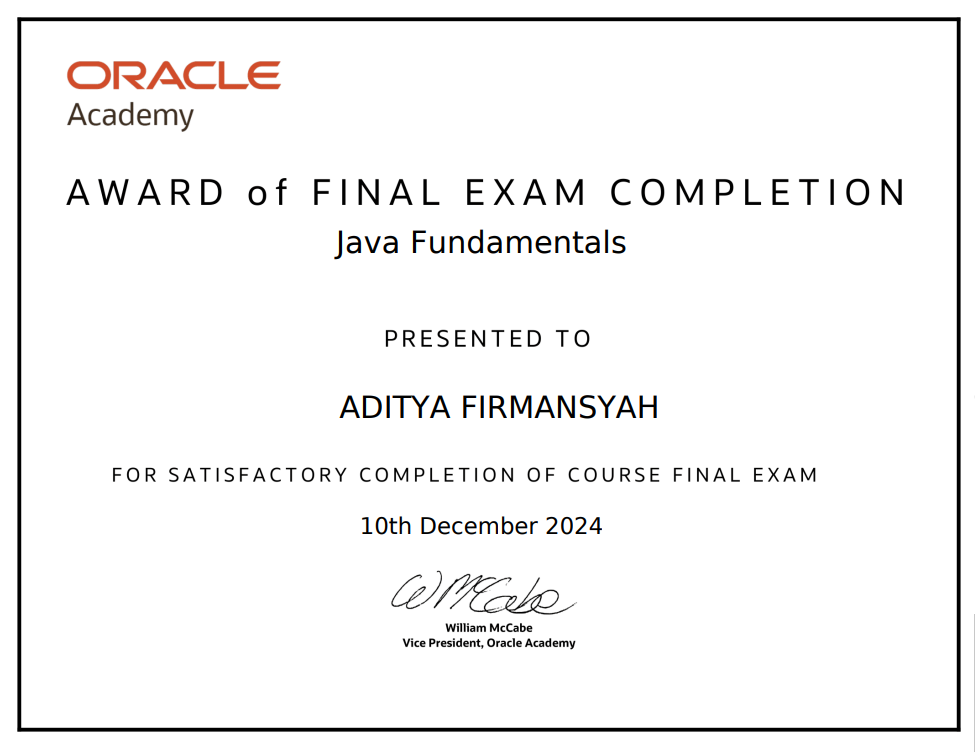 ORACLE
Academy
AWARD of FINAL EXAM COMPLETION
Java Fundamentals
PRESENTED TO
ADITYA FIRMANSYAH
FOR SATISFACTORY COMPLETION OF COURSE FINAL EXAM
10th December 2024
W McCabe
William McCabe
Vice President, Oracle Academy